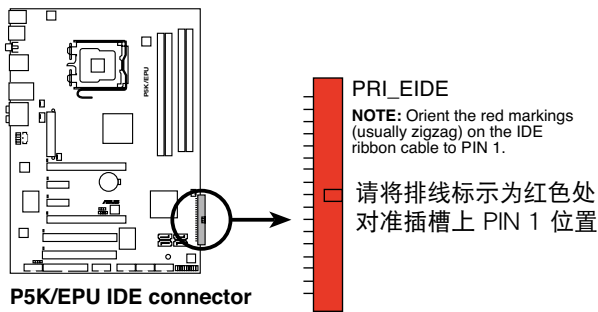 P5K/EPU
PRI_EIDE
NOTE: Orient the red markings
(usually zigzag) on the IDE
ribbon cable to PIN 1.
请将排线标示为红色处
对准插槽上 PIN 1 位置
P5K/EPU IDE connector